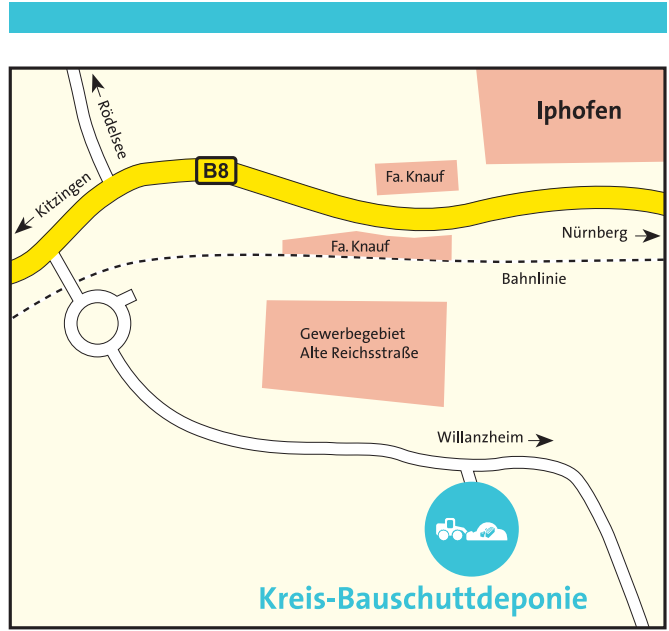 Rödelsee
Iphofen
B8
Fa. Knauf
Kitzingen
Nürnberg
Fa. Knauf
Bahnlinie
Gewerbegebiet
Alte Reichsstraße
Willanzheim
Kreis-Bauschuttdeponie